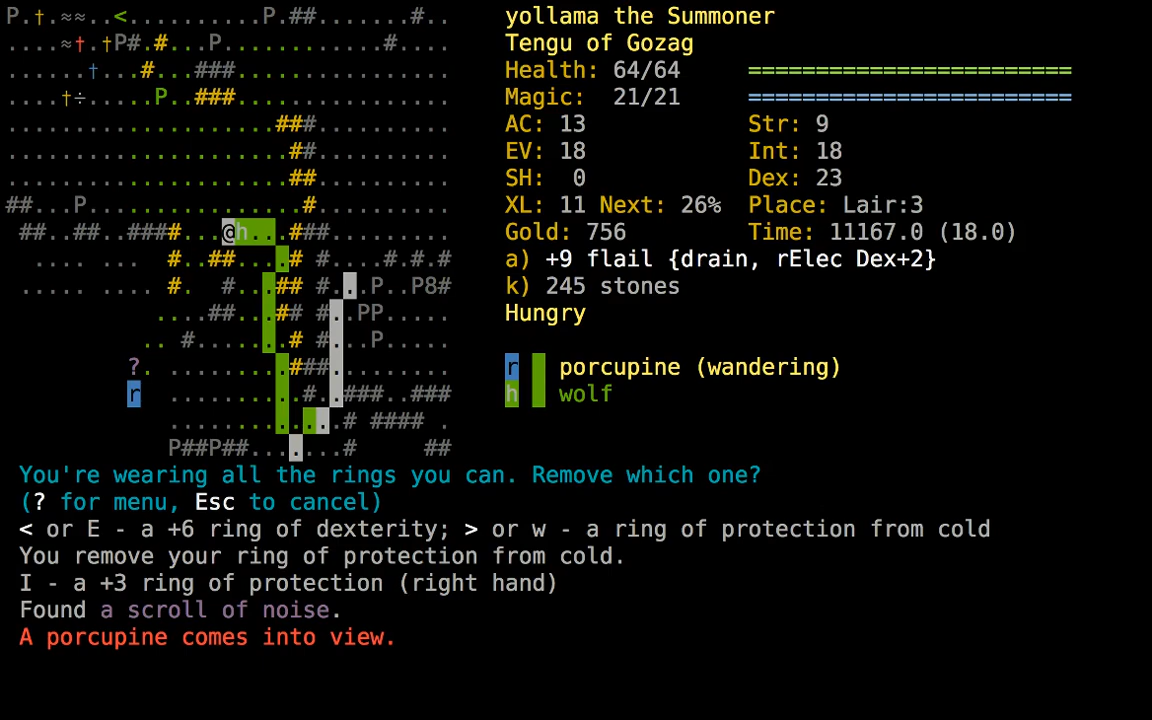 P.†.≈≈.<..........P.##.......#..
....≈†.†P#.#...P............#....
......†...#...###................
....†÷.....P..###................
....................###..........
.....................##..........
.....................##..........
##...P................#..........
##..##..###...@h...###.........
.... .... #..##....# #....#.#.#
..... .... #. #...## #...P..P8#
....##....## #..PP.....
.. .#.......# #...P.....
?. ..........####........
r ..........#..###..###
...............# #### .
P##P##.......# ##
yollama the Summoner
Tengu of Gozag
Health: 64/64 ========================
Magic: 21/21 ========================
AC: 13 Str: 9
EV: 18 Int: 18
SH: 0 Dex: 23
XL: 11 Next: 26% Place: Lair:3
Gold: 756 Time: 11167.0 (18.0)
a) +9 flail {drain, rElec Dex+2}
k) 245 stones
Hungry
r porcupine (wandering)
h wolf
You're wearing all the rings you can. Remove which one?
(? for menu, Esc to cancel)
< or E - a +6 ring of dexterity; > or w - a ring of protection from cold
You remove your ring of protection from cold.
I - a +3 ring of protection (right hand)
Found a scroll of noise.
A porcupine comes into view.